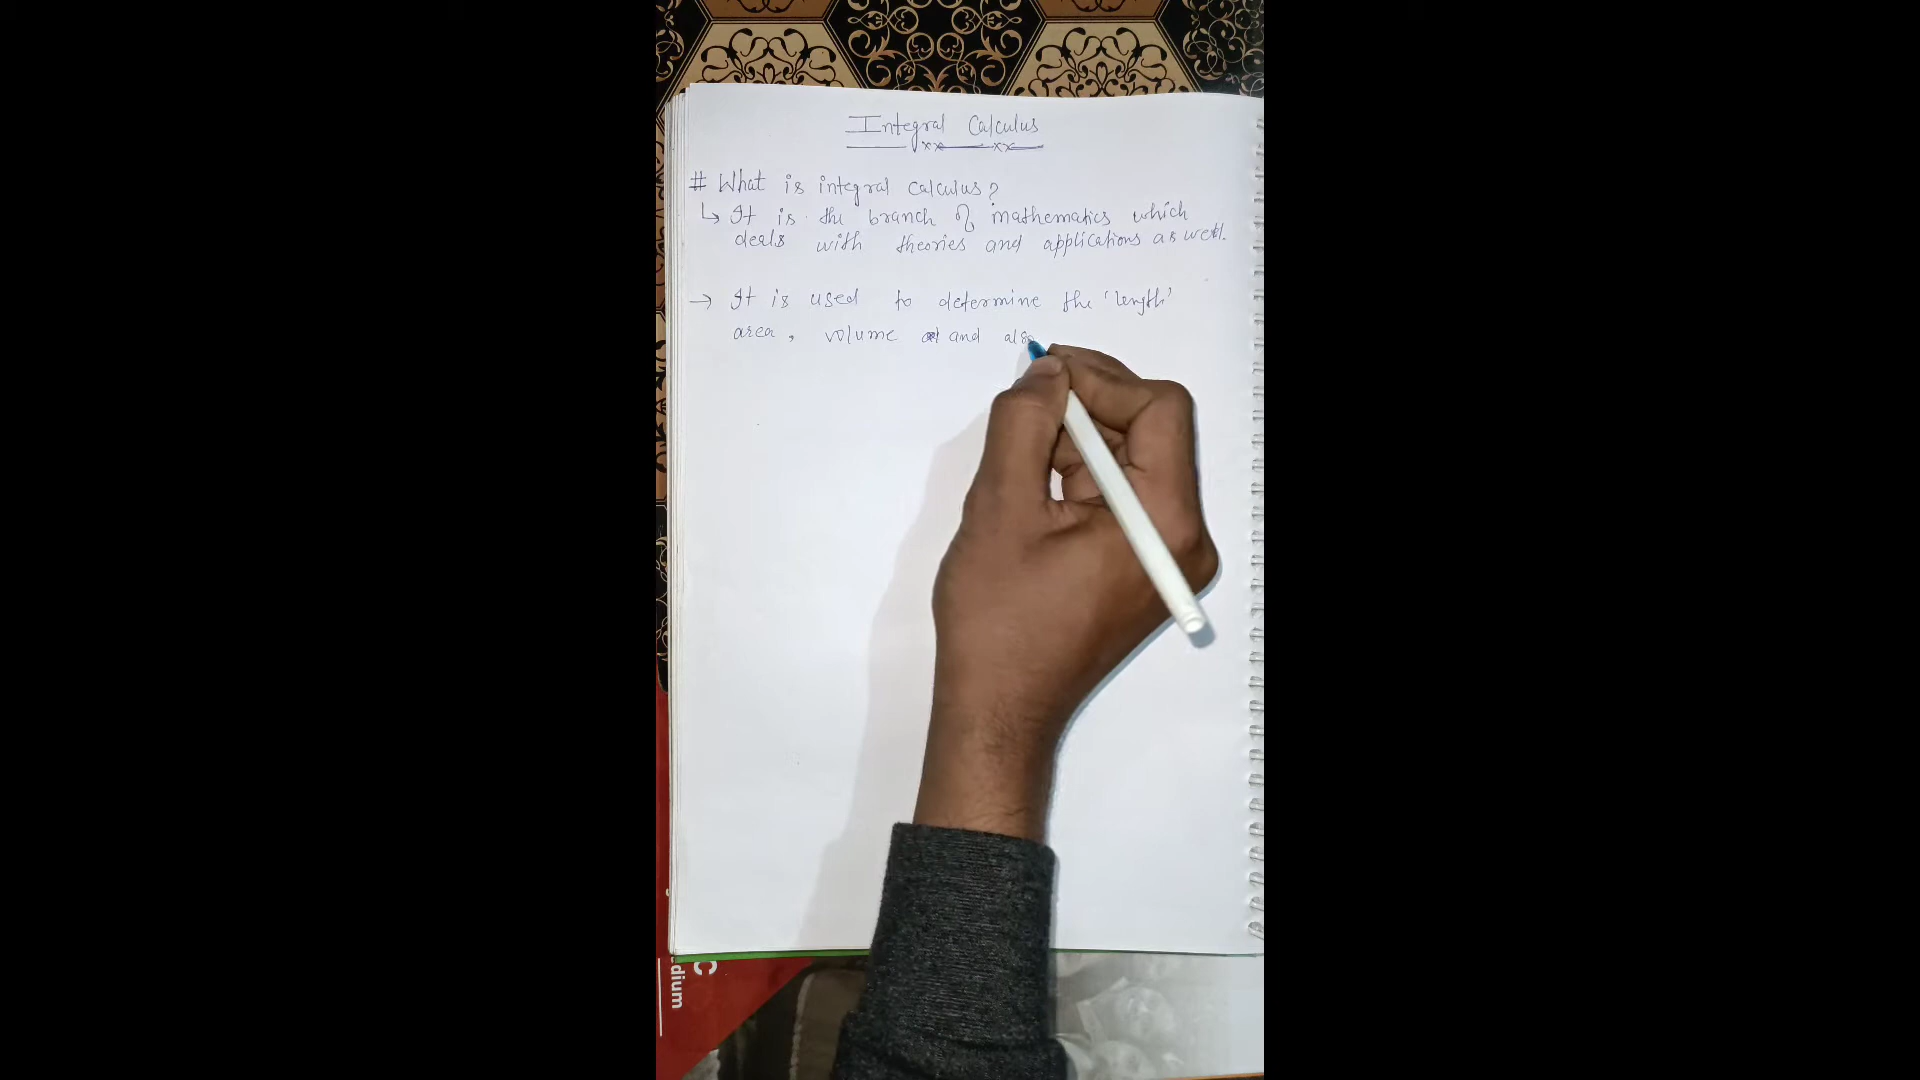 Integral Calculus
# What is integral calculus?
↳ It is the branch of mathematics which
deals with theories and applications as well.
→ It is used to determine the 'length'
area, volume and also
C
dium